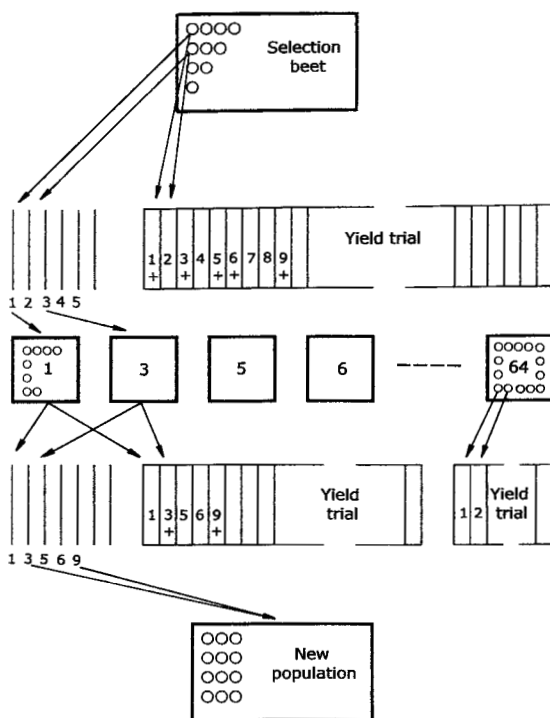 Selection
beet
Yield trial
1 2 3 4 5 6 7 8 9
+ + + + +
1 2 3 4 5
1 3 5 6 64
Yield Yield
trial trial
1 3 5 6 9 1 2
+ +
1 3 5 6 9
New
population